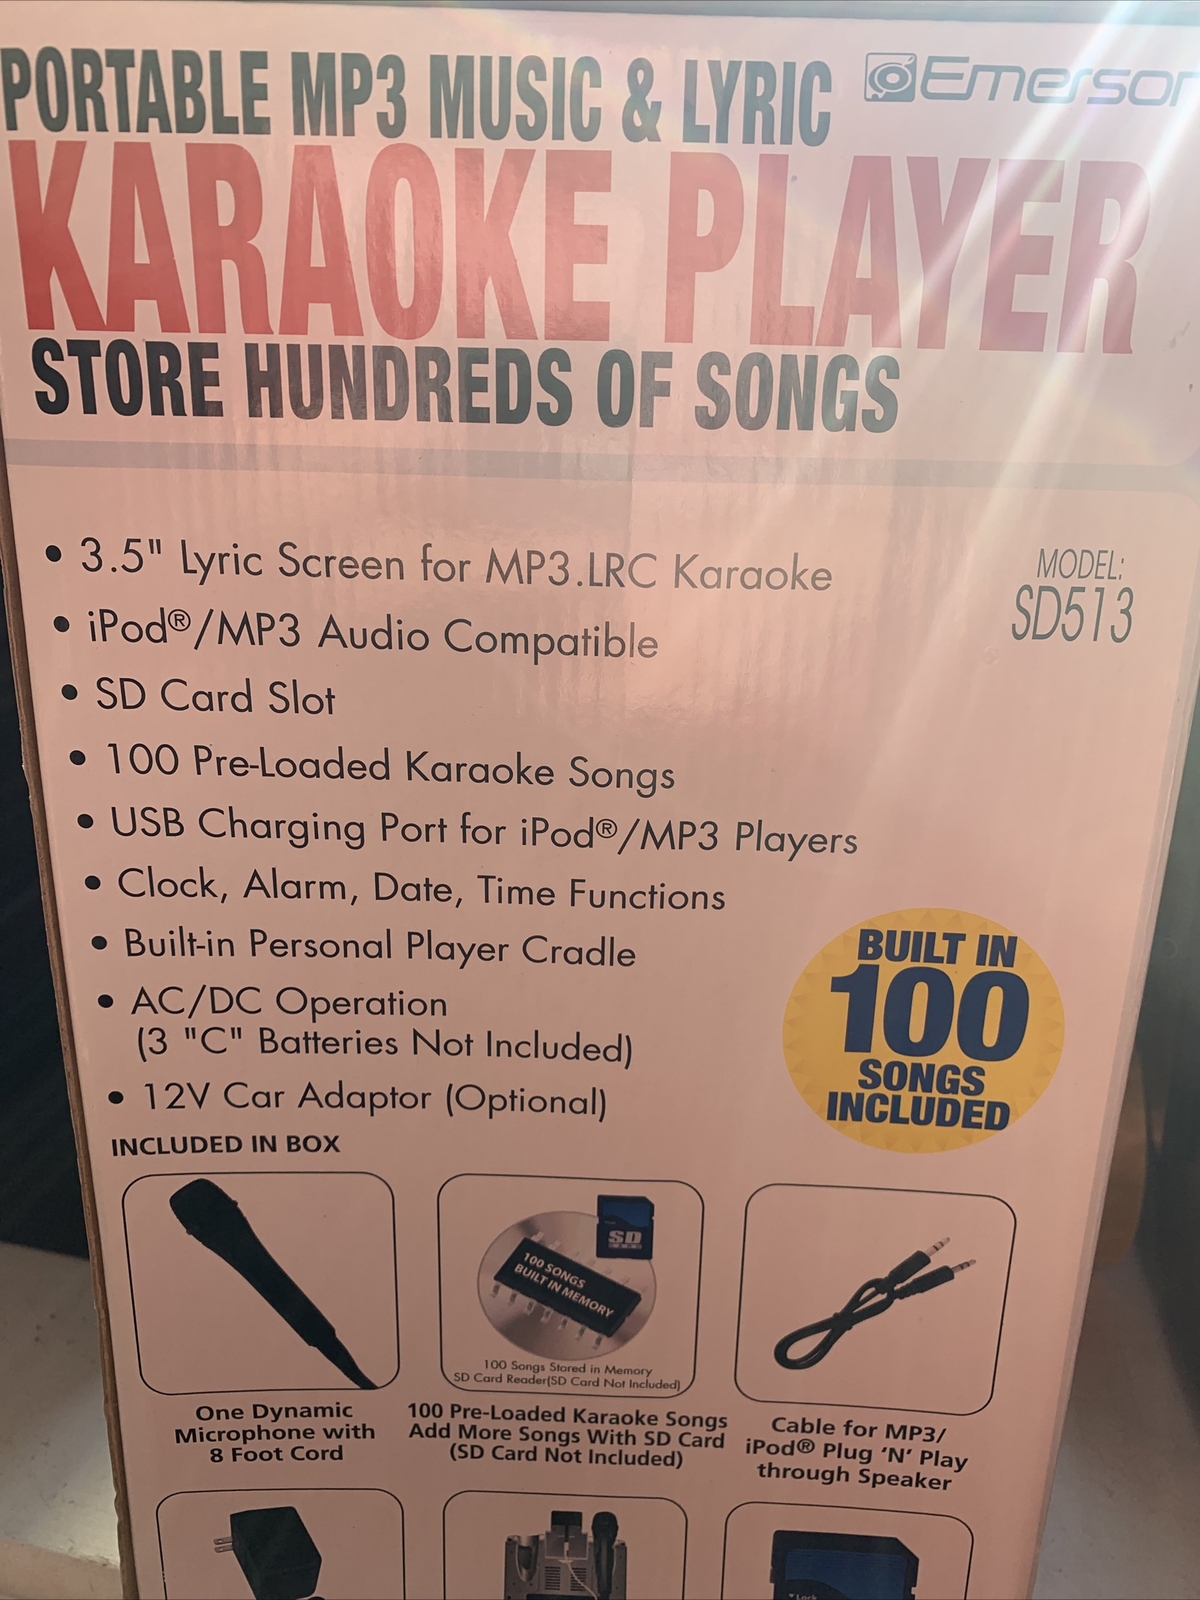 PORTABLE MP3 MUSIC & LYRIC
Emerson
KARAOKE PLAYER
STORE HUNDREDS OF SONGS
• 3.5" Lyric Screen for MP3.LRC Karaoke
MODEL:
SD513
• iPod®/MP3 Audio Compatible
• SD Card Slot
• 100 Pre-Loaded Karaoke Songs
• USB Charging Port for iPod®/MP3 Players
• Clock, Alarm, Date, Time Functions
• Built-in Personal Player Cradle
• AC/DC Operation
(3 "C" Batteries Not Included)
• 12V Car Adaptor (Optional)
BUILT IN
100
SONGS
INCLUDED
INCLUDED IN BOX
SD
100 SONGS
BUILT IN MEMORY
100 Songs Stored in Memory
SD Card Reader(SD Card Not Included)
One Dynamic
Microphone with
8 Foot Cord
100 Pre-Loaded Karaoke Songs
Add More Songs With SD Card
(SD Card Not Included)
Cable for MP3/
iPod® Plug ‘N’ Play
through Speaker
Lock